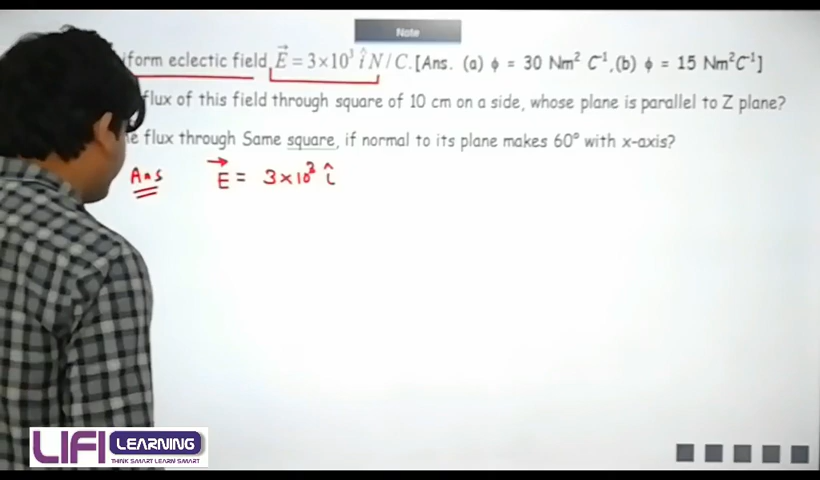 Note
iform eclectic field, E⃗ = 3×10³ î N / C. [Ans. (a) ϕ = 30 Nm² C⁻¹,(b) ϕ = 15 Nm²C⁻¹]
flux of this field through square of 10 cm on a side, whose plane is parallel to Z plane?
e flux through Same square, if normal to its plane makes 60° with x-axis?
Ans E⃗ = 3×10³ î
LIFI LEARNING
THINK SMART LEARN SMART